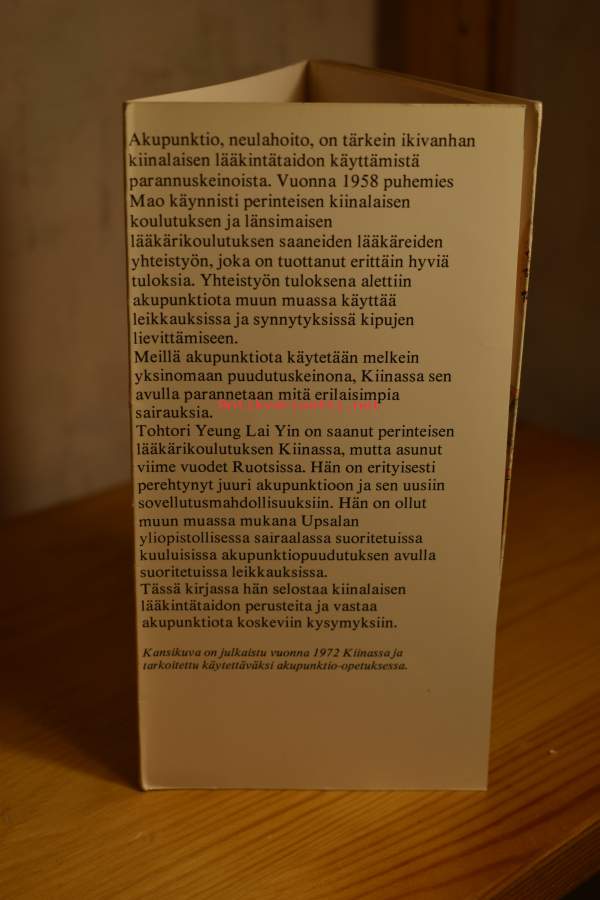 Akupunktio, neulahoito, on tärkein ikivanhan
kiinalaisen lääkintätaidon käyttämistä
parannuskeinoista. Vuonna 1958 puhemies
Mao käynnisti perinteisen kiinalaisen
koulutuksen ja länsimaisen
lääkärikoulutuksen saaneiden lääkäreiden
yhteistyön, joka on tuottanut erittäin hyviä
tuloksia. Yhteistyön tuloksena alettiin
akupunktiota muun muassa käyttää
leikkauksissa ja synnytyksissä kipujen
lievittämiseen.
Meillä akupunktiota käytetään melkein
yksinomaan puudutuskeinona, Kiinassa sen
avulla parannetaan mitä erilaisimpia
sairauksia.
Tohtori Yeung Lai Yin on saanut perinteisen
lääkärikoulutuksen Kiinassa, mutta asunut
viime vuodet Ruotsissa. Hän on erityisesti
perehtynyt juuri akupunktioon ja sen uusiin
sovellutusmahdollisuuksiin. Hän on ollut
muun muassa mukana Upsalan
yliopistollisessa sairaalassa suoritetuissa
kuuluisissa akupunktiopuudutuksen avulla
suoritetuissa leikkauksissa.
Tässä kirjassa hän selostaa kiinalaisen
lääkintätaidon perusteita ja vastaa
akupunktiota koskeviin kysymyksiin.
Kansikuva on julkaistu vuonna 1972 Kiinassa ja
tarkoitettu käytettäväksi akupunktio-opetuksessa.